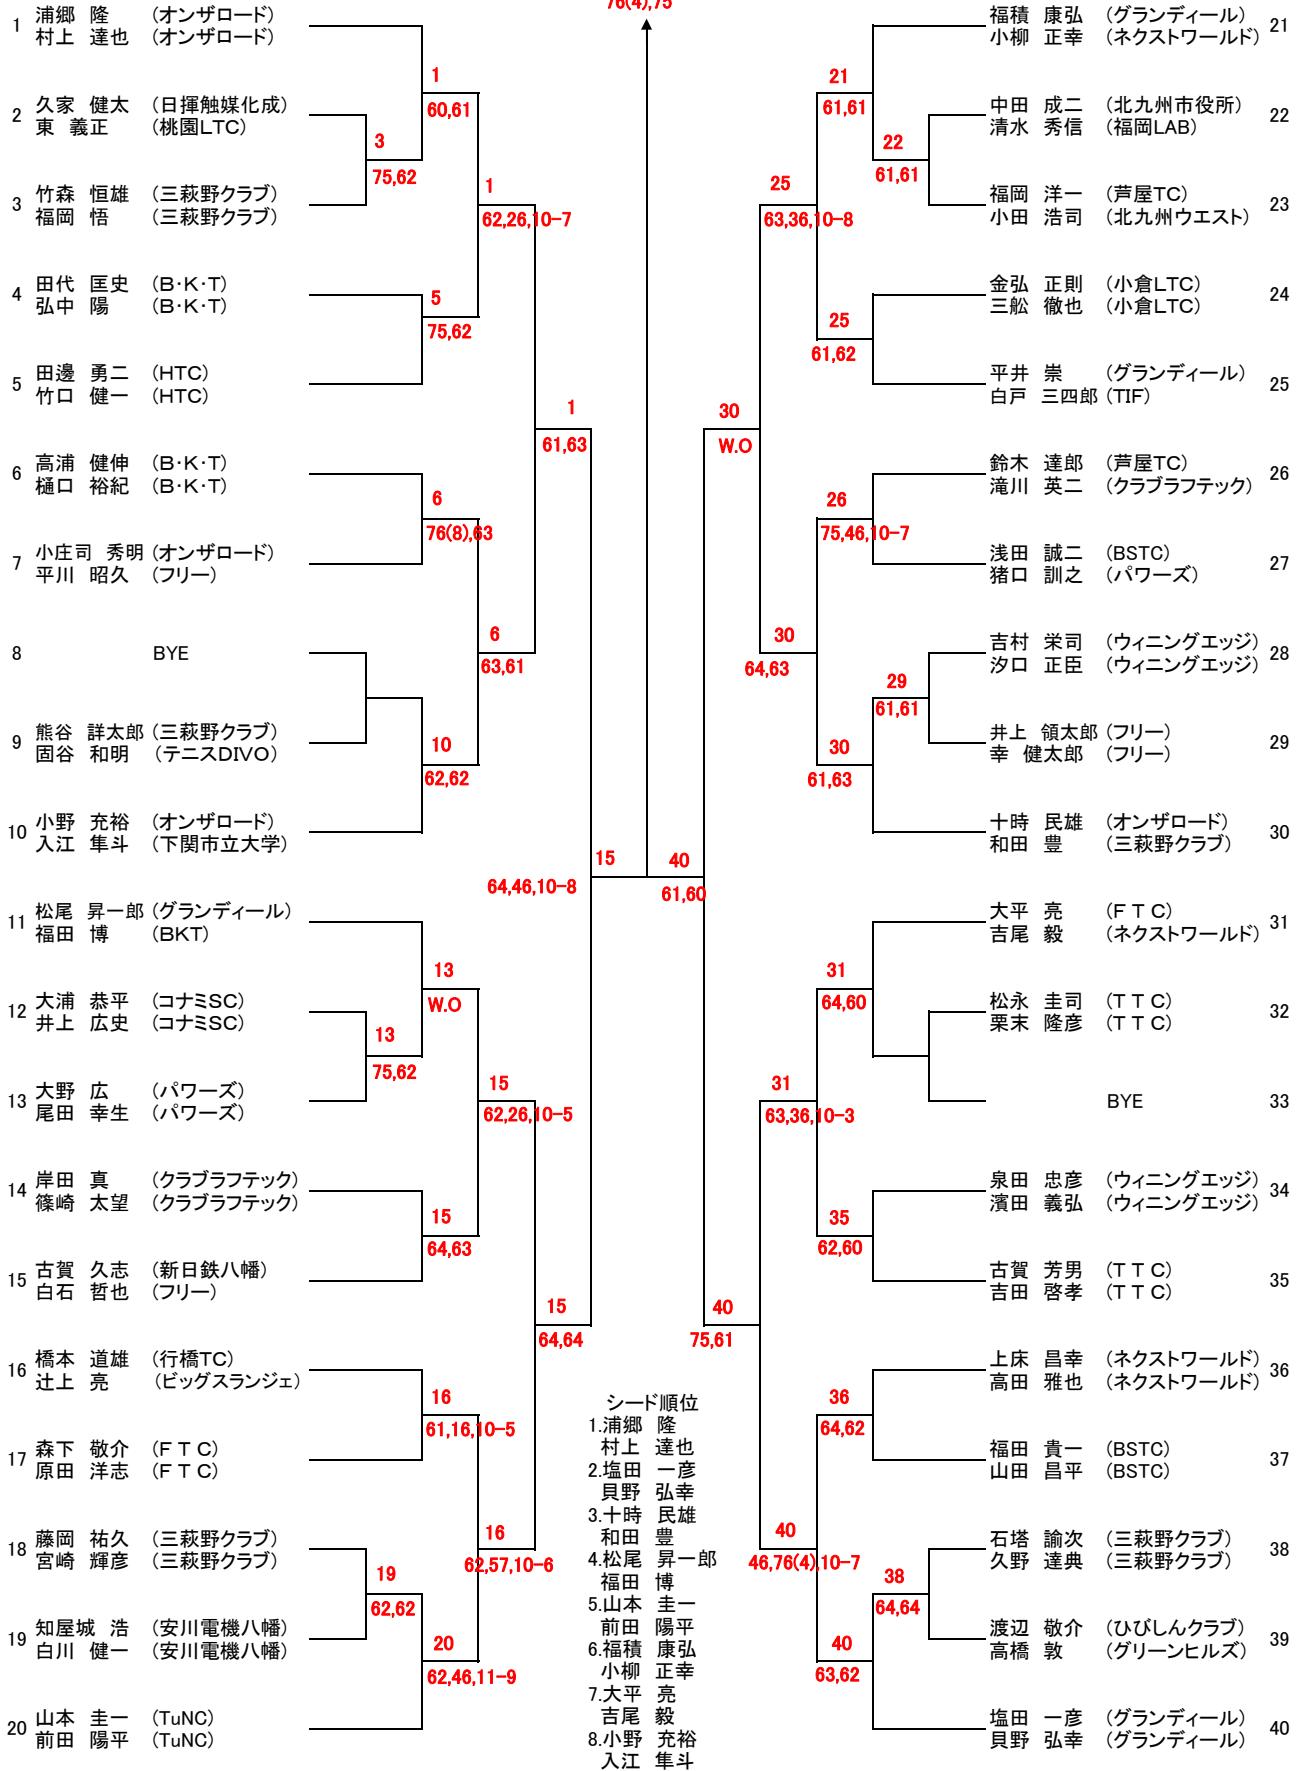 76(4),75
1 浦郷 隆 (オンザロード)
村上 達也 (オンザロード)
1
60,61
2 久家 健太 (日揮触媒化成)
東 義正 (桃園LTC)
3
75,62
3 竹森 恒雄 (三萩野クラブ)
福岡 悟 (三萩野クラブ)
1
62,26,10-7
4 田代 匡史 (B・K・T)
弘中 陽 (B・K・T)
5
75,62
5 田邊 勇二 (HTC)
竹口 健一 (HTC)
1
61,63
6 高浦 健伸 (B・K・T)
樋口 裕紀 (B・K・T)
6
76(8),63
7 小庄司 秀明 (オンザロード)
平川 昭久 (フリー)
6
63,61
8 BYE
9 熊谷 詳太郎 (三萩野クラブ)
固谷 和明 (テニスDIVO)
10
62,62
10 小野 充裕 (オンザロード)
入江 隼斗 (下関市立大学)
15
64,46,10-8
11 松尾 昇一郎 (グランディール)
福田 博 (BKT)
13
W.O
12 大浦 恭平 (コナミSC)
井上 広史 (コナミSC)
13
75,62
13 大野 広 (パワーズ)
尾田 幸生 (パワーズ)
15
62,26,10-5
14 岸田 真 (クラブラフテック)
篠崎 太望 (クラブラフテック)
15
64,63
15 古賀 久志 (新日鉄八幡)
白石 哲也 (フリー)
15
64,64
16 橋本 道雄 (行橋TC)
辻上 亮 (ビッグスランジェ)
16
61,16,10-5
17 森下 敬介 (FTC)
原田 洋志 (FTC)
16
62,57,10-6
18 藤岡 祐久 (三萩野クラブ)
宮崎 輝彦 (三萩野クラブ)
19
62,62
19 知屋城 浩 (安川電機八幡)
白川 健一 (安川電機八幡)
20
62,46,11-9
20 山本 圭一 (TuNC)
前田 陽平 (TuNC)
シード順位
1.浦郷 隆
村上 達也
2.塩田 一彦
貝野 弘幸
3.十時 民雄
和田 豊
4.松尾 昇一郎
福田 博
5.山本 圭一
前田 陽平
6.福積 康弘
小柳 正幸
7.大平 亮
吉尾 毅
8.小野 充裕
入江 隼斗
福積 康弘 (グランディール) 21
小柳 正幸 (ネクストワールド)
21
61,61
中田 成二 (北九州市役所) 22
清水 秀信 (福岡LAB)
22
61,61
福岡 洋一 (芦屋TC) 23
小田 浩司 (北九州ウエスト)
25
63,36,10-8
金弘 正則 (小倉LTC) 24
三舩 徹也 (小倉LTC)
25
61,62
平井 崇 (グランディール) 25
白戸 三四郎 (TIF)
30
W.O
鈴木 達郎 (芦屋TC) 26
滝川 英二 (クラブラフテック)
26
75,46,10-7
浅田 誠二 (BSTC) 27
猪口 訓之 (パワーズ)
30
64,63
吉村 栄司 (ウィニングエッジ) 28
汐口 正臣 (ウィニングエッジ)
29
61,61
井上 領太郎 (フリー) 29
幸 健太郎 (フリー)
30
61,63
十時 民雄 (オンザロード) 30
和田 豊 (三萩野クラブ)
40
61,60
大平 亮 (FTC) 31
吉尾 毅 (ネクストワールド)
31
64,60
松永 圭司 (TTC) 32
栗末 隆彦 (TTC)
31
63,36,10-3
BYE 33
泉田 忠彦 (ウィニングエッジ) 34
濱田 義弘 (ウィニングエッジ)
35
62,60
古賀 芳男 (TTC) 35
吉田 啓孝 (TTC)
40
75,61
上床 昌幸 (ネクストワールド) 36
高田 雅也 (ネクストワールド)
36
64,62
福田 貴一 (BSTC) 37
山田 昌平 (BSTC)
40
46,76(4),10-7
石塔 諭次 (三萩野クラブ) 38
久野 達典 (三萩野クラブ)
38
64,64
渡辺 敬介 (ひびしんクラブ) 39
高橋 敦 (グリーンヒルズ)
40
63,62
塩田 一彦 (グランディール) 40
貝野 弘幸 (グランディール)